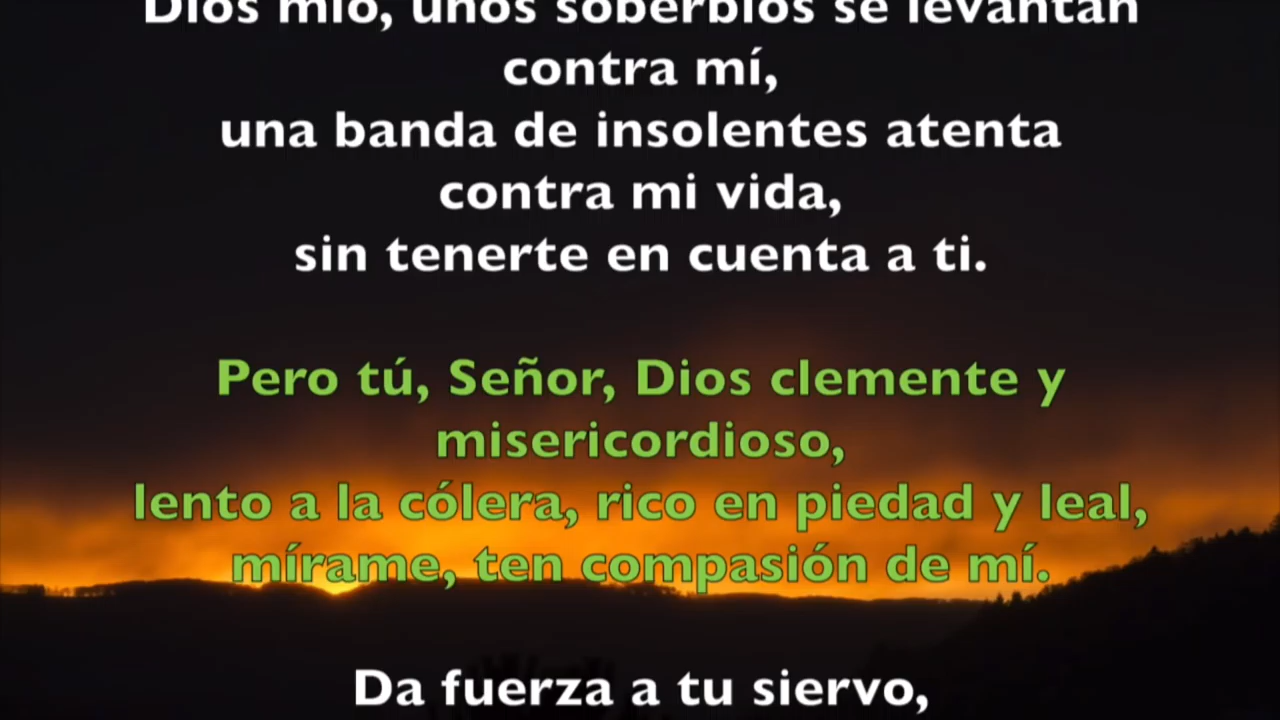 Dios mío, unos soberbios se levantan
contra mí,
una banda de insolentes atenta
contra mi vida,
sin tenerte en cuenta a ti.
Pero tú, Señor, Dios clemente y
misericordioso,
lento a la cólera, rico en piedad y leal,
mírame, ten compasión de mí.
Da fuerza a tu siervo,